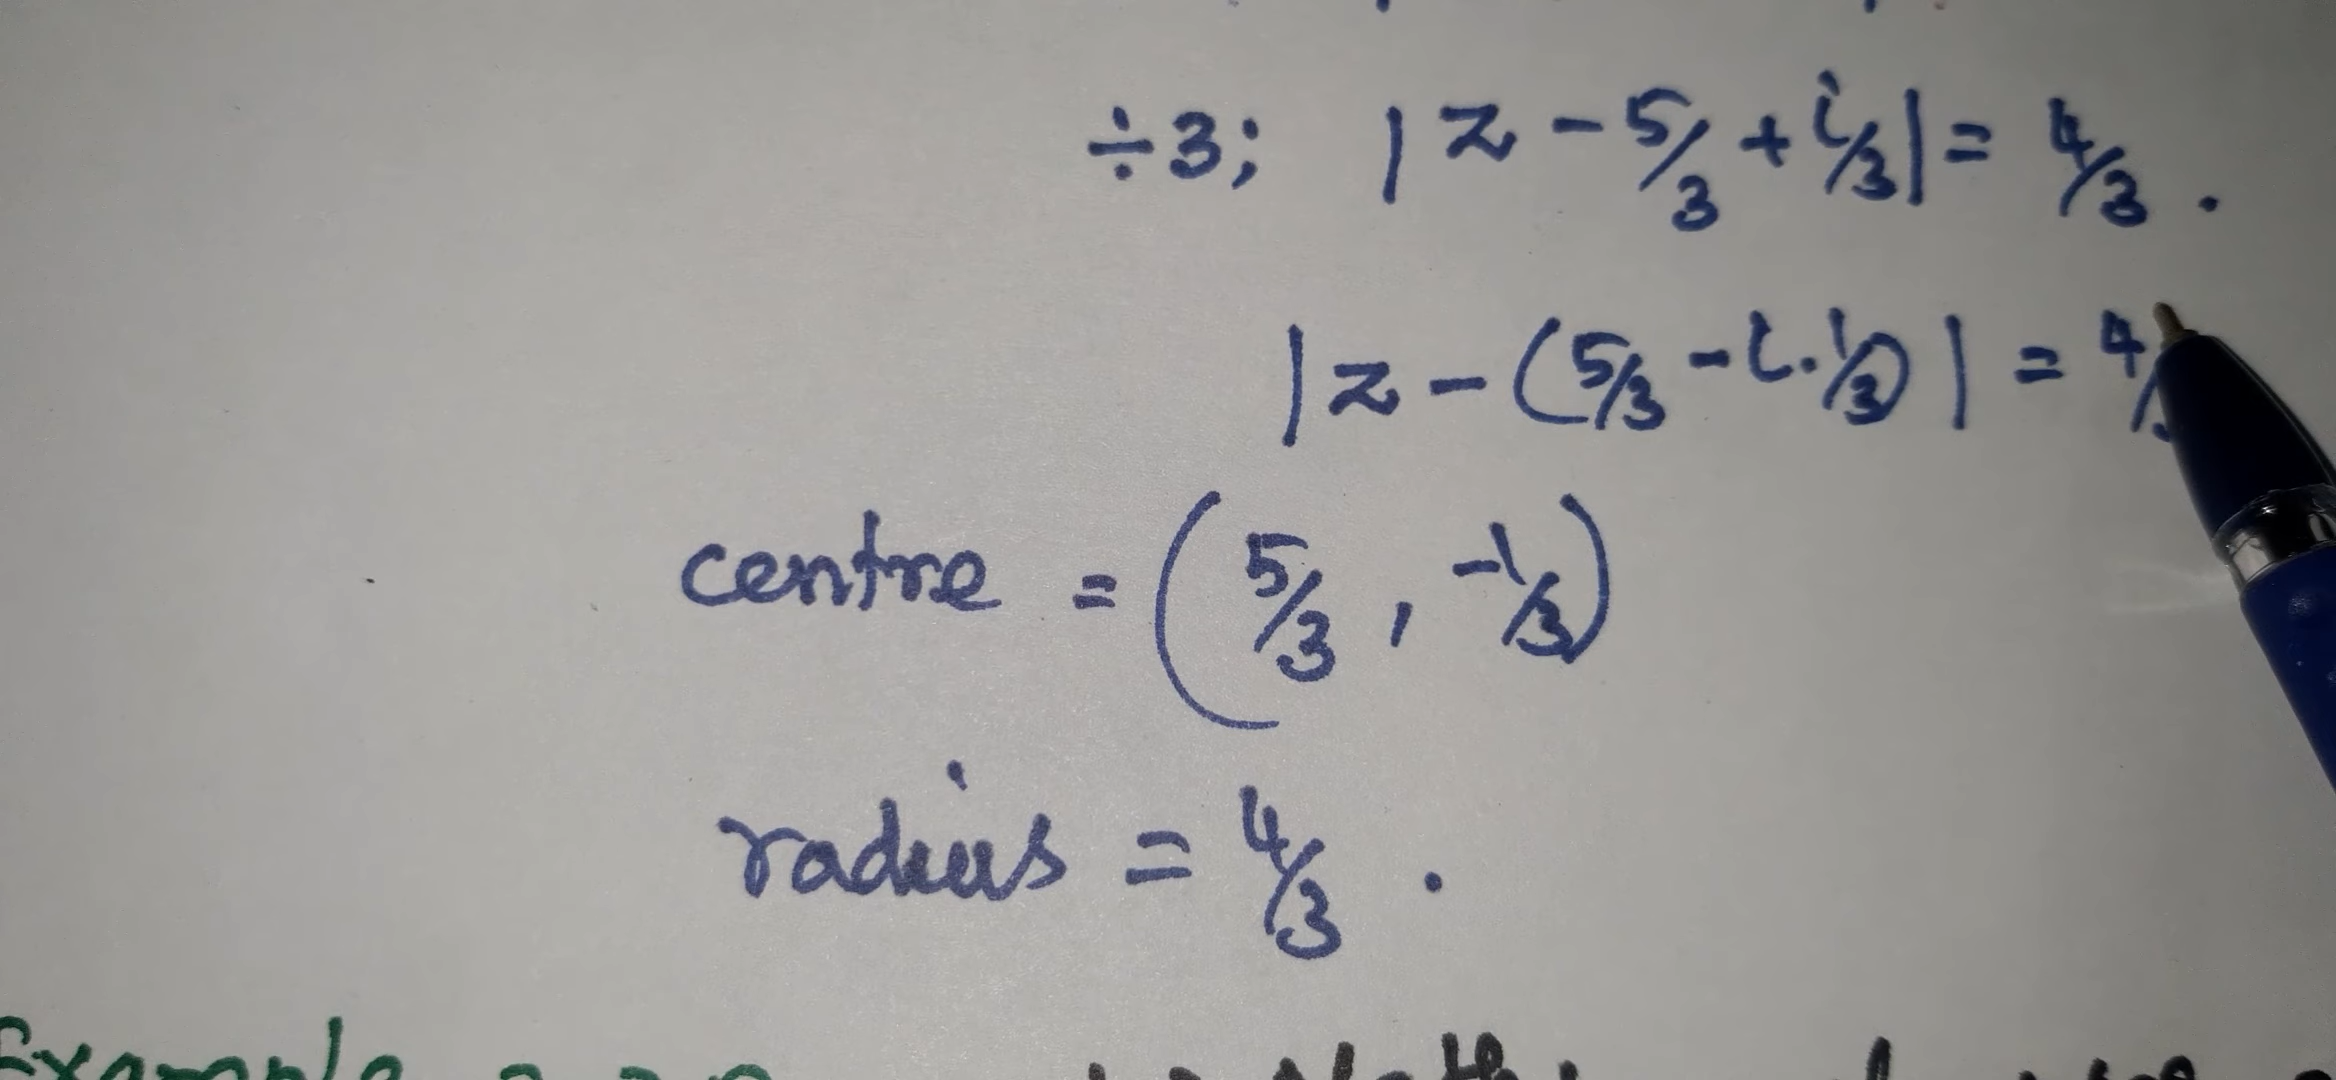 ÷3; |z - 5/3 + i/3| = 4/3.
|z - (5/3 - i.1/3)| = 4/
centre = (5/3, -1/3)
radius = 4/3.
Example